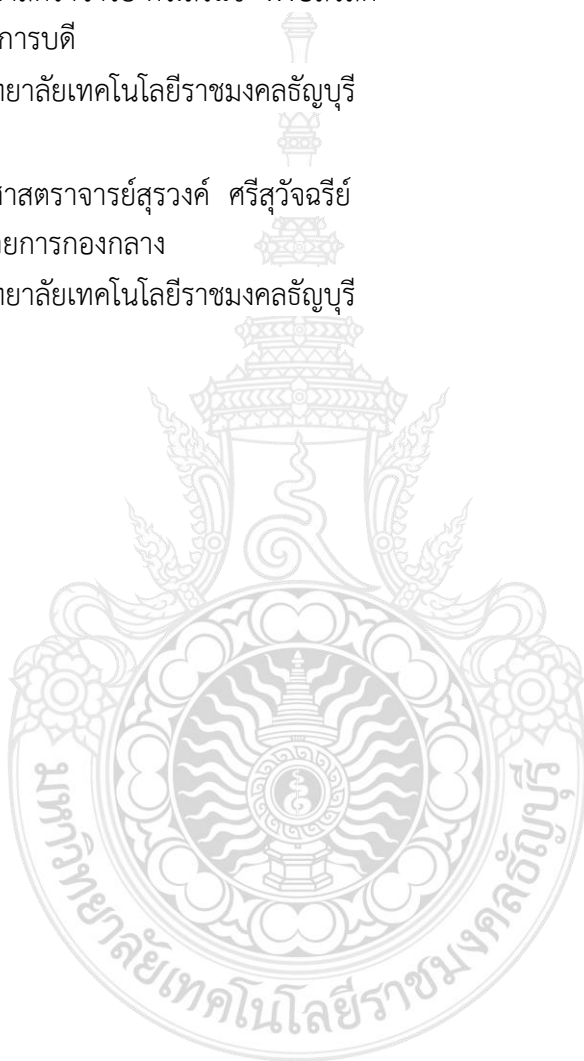 การบดี
ทยาลัยเทคโนโลยีราชมงคลธัญบุรี
ศาสตราจารย์สุรวงค์ ศรีสุวัจฉรีย์
ยการกองกลาง
ทยาลัยเทคโนโลยีราชมงคลธัญบุรี
มหาวิทยาลัยเทคโนโลยีราชมงคลธัญบุรี